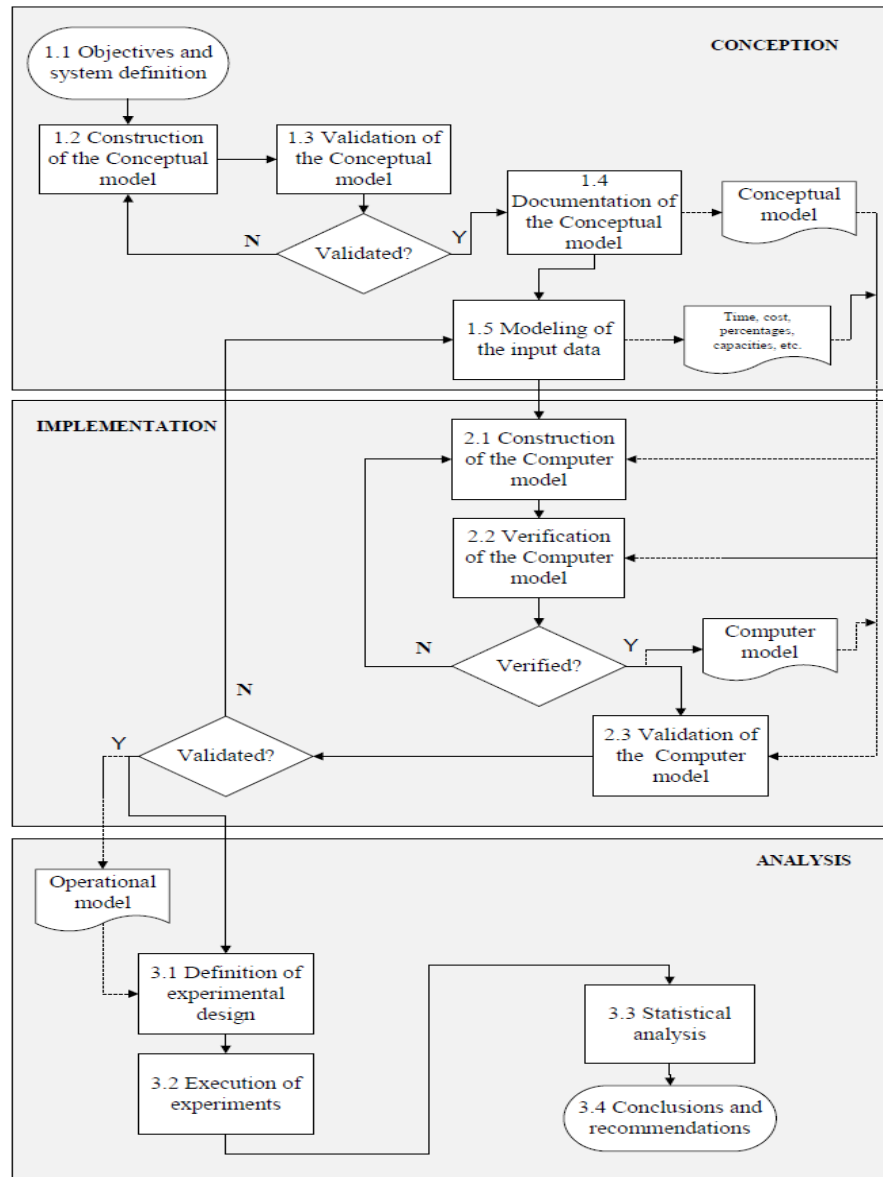 CONCEPTION
1.1 Objectives and
system definition
1.2 Construction
of the Conceptual
model
1.3 Validation of
the Conceptual
model
1.4
Documentation of
the Conceptual
model
Conceptual
model
Validated?
N
Y
1.5 Modeling of
the input data
Time, cost,
percentages,
capacities, etc.
IMPLEMENTATION
2.1 Construction
of the Computer
model
2.2 Verification
of the Computer
model
Verified?
N
Y
Computer
model
2.3 Validation of
the Computer
model
Validated?
N
Y
ANALYSIS
Operational
model
3.1 Definition of
experimental
design
3.2 Execution of
experiments
3.3 Statistical
analysis
3.4 Conclusions and
recommendations